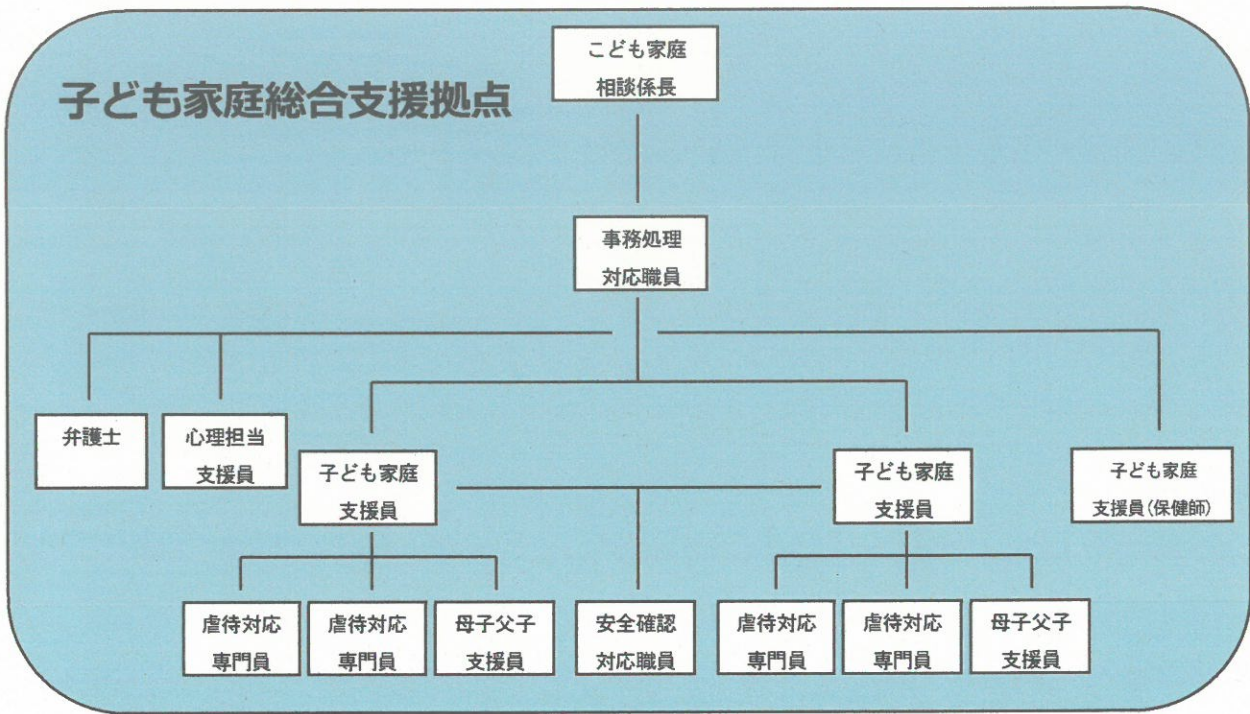 こども家庭
相談係長
子ども家庭総合支援拠点
事務処理
対応職員
弁護士
心理担当
支援員
子ども家庭
支援員
子ども家庭
支援員
子ども家庭
支援員(保健師)
虐待対応
専門員
虐待対応
専門員
母子父子
支援員
安全確認
対応職員
虐待対応
専門員
虐待対応
専門員
母子父子
支援員